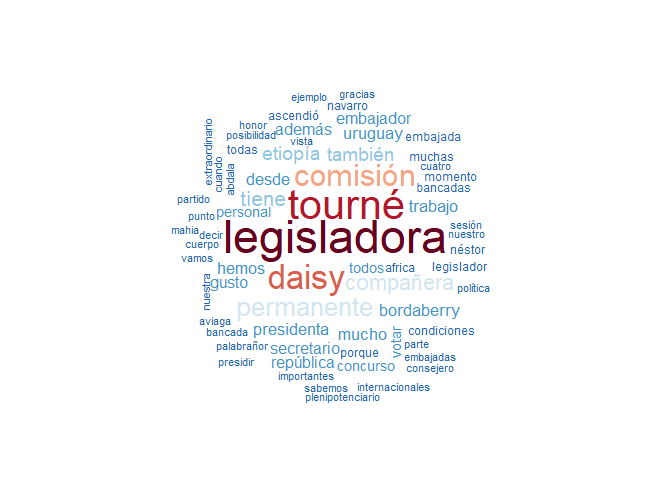 gracias
ejemplo
navarro
ascendió
embajador
honor
además
uruguay
posibilidad
embajada
extraordinario
vista
todas
etiopía
también
muchas
cuando
cuatro
abdala
desde
comisión
momento
bancadas
partido
tiene
tourné
trabajo
punto
personal
sesión
mahia
decir
legisladora
nuestro
cuerpo
néstor
vamos
hemos
todos
africa
legislador
gusto
daisy
compañera
política
nuestra
permanente
bordaberry
aviaga
bancada
presidenta
mucho
votar
condiciones
palabrañor
secretario
porque
parte
embajadas
presidir
república
concurso
consejero
importantes
sabemos
internacionales
plenipotenciario